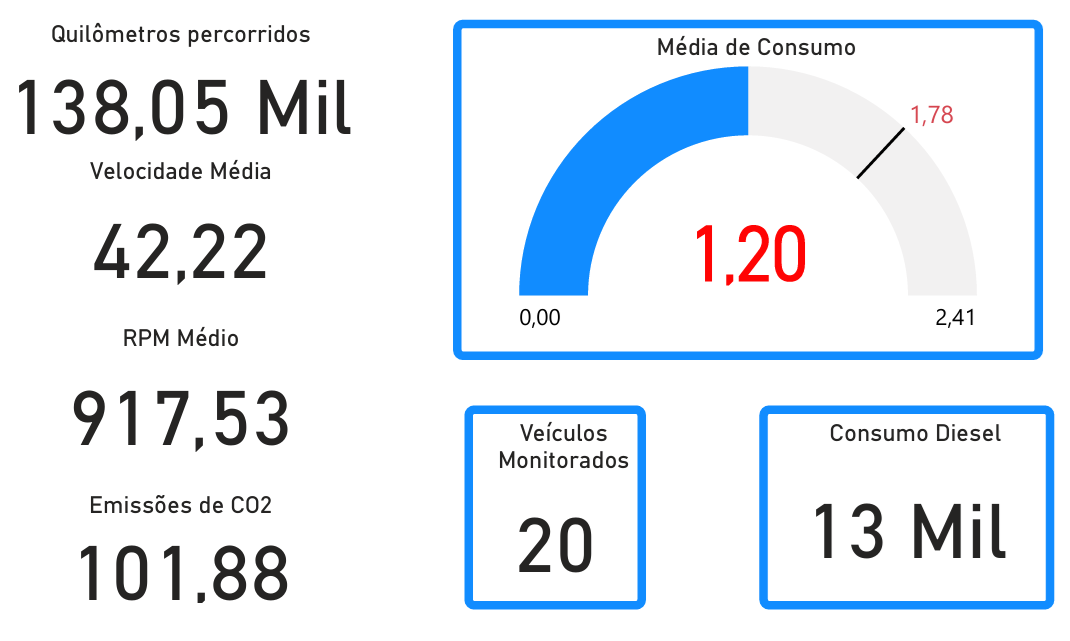 Quilômetros percorridos
138,05 Mil
Velocidade Média
42,22
RPM Médio
917,53
Emissões de CO2
101,88
Média de Consumo
1,78
1,20
0,00
2,41
Veículos
Monitorados
20
Consumo Diesel
13 Mil